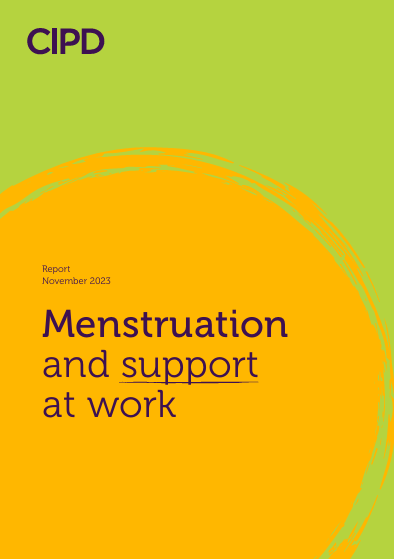 CIPD
Report
November 2023
Menstruation
and support
at work